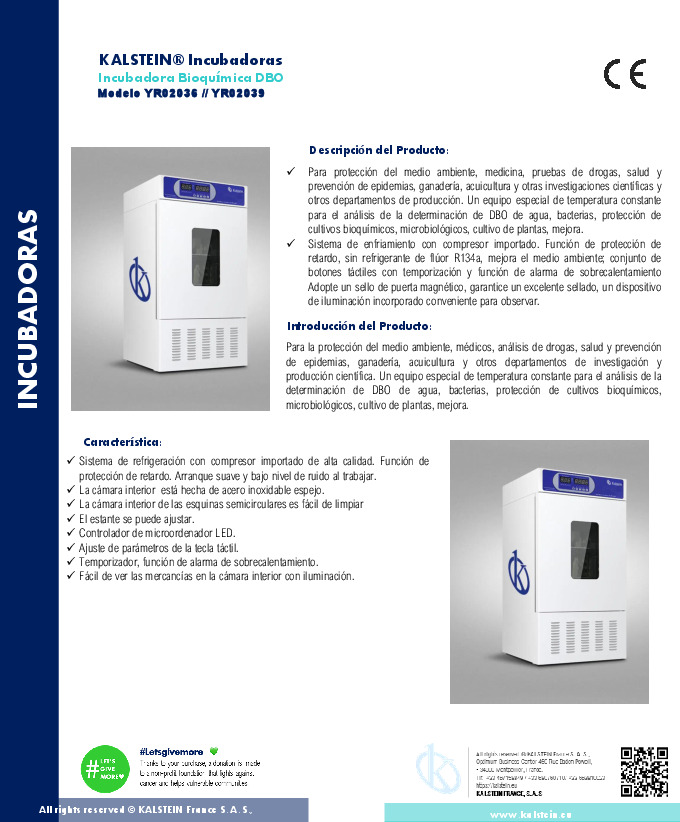 KALSTEIN® Incubadoras
Incubadora Bioquímica DBO
Modelo YR02036 // YR02039
CE
INCUBADORAS
Descripción del Producto:
✓ Para protección del medio ambiente, medicina, pruebas de drogas, salud y
prevención de epidemias, ganadería, acuicultura y otras investigaciones científicas y
otros departamentos de producción. Un equipo especial de temperatura constante
para el análisis de la determinación de DBO de agua, bacterias, protección de
cultivos bioquímicos, microbiológicos, cultivo de plantas, mejora.
✓ Sistema de enfriamiento con compresor importado. Función de protección de
retardo, sin refrigerante de flúor R134a, mejora el medio ambiente; conjunto de
botones táctiles con temporización y función de alarma de sobrecalentamiento
Adopte un sello de puerta magnético, garantice un excelente sellado, un dispositivo
de iluminación incorporado conveniente para observar.
Introducción del Producto:
Para la protección del medio ambiente, médicos, análisis de drogas, salud y prevención
de epidemias, ganadería, acuicultura y otros departamentos de investigación y
producción científica. Un equipo especial de temperatura constante para el análisis de la
determinación de DBO de agua, bacterias, protección de cultivos bioquímicos,
microbiológicos, cultivo de plantas, mejora.
Característica:
✓ Sistema de refrigeración con compresor importado de alta calidad. Función de
protección de retardo. Arranque suave y bajo nivel de ruido al trabajar.
✓ La cámara interior está hecha de acero inoxidable espejo.
✓ La cámara interior de las esquinas semicirculares es fácil de limpiar
✓ El estante se puede ajustar.
✓ Controlador de microordenador LED.
✓ Ajuste de parámetros de la tecla táctil.
✓ Temporizador, función de alarma de sobrecalentamiento.
✓ Fácil de ver las mercancías en la cámara interior con iluminación.
#LET'S
GIVE
MORE
#Letsgivemore
Thanks to your purchase, a donation is made
to a non-profit foundation that fights against
cancer and helps vulnerable communities
All rights reserved ® KALSTEIN France S. A. S.,
Optimum Business Center 450 Rue Baden Powell,
34000 Montpellier, France.
https://kalstein.eu
KALSTEIN FRANCE, S.A.S
All rights reserved © KALSTEIN France S. A. S.,
www.kalstein.eu